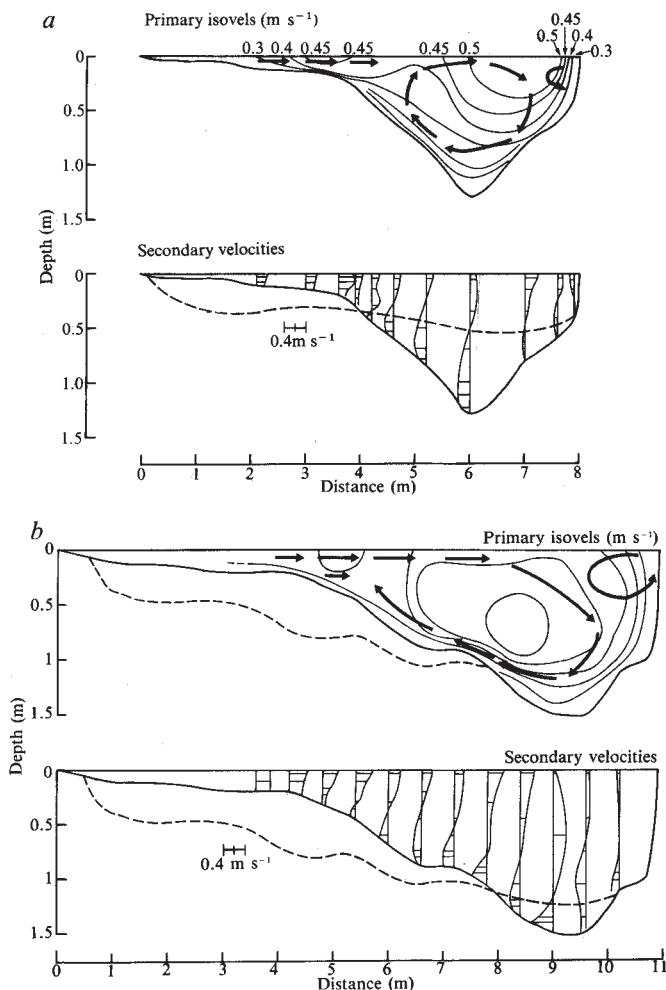 a
Primary isovels (m s⁻¹)
0.3 0.4 0.45 0.45 0.45 0.5 0.5 0.45 0.4 0.3
0
0.5
1.0
1.5
Secondary velocities
0
0.5
1.0
1.5
0.4m s⁻¹
Depth (m)
0 1 2 3 4 5 6 7 8
Distance (m)
b
Primary isovels (m s⁻¹)
0
0.5
1
1.5
Secondary velocities
0
0.5
1
1.5
0.4 m s⁻¹
Depth (m)
0 1 2 3 4 5 6 7 8 9 10 11
Distance (m)